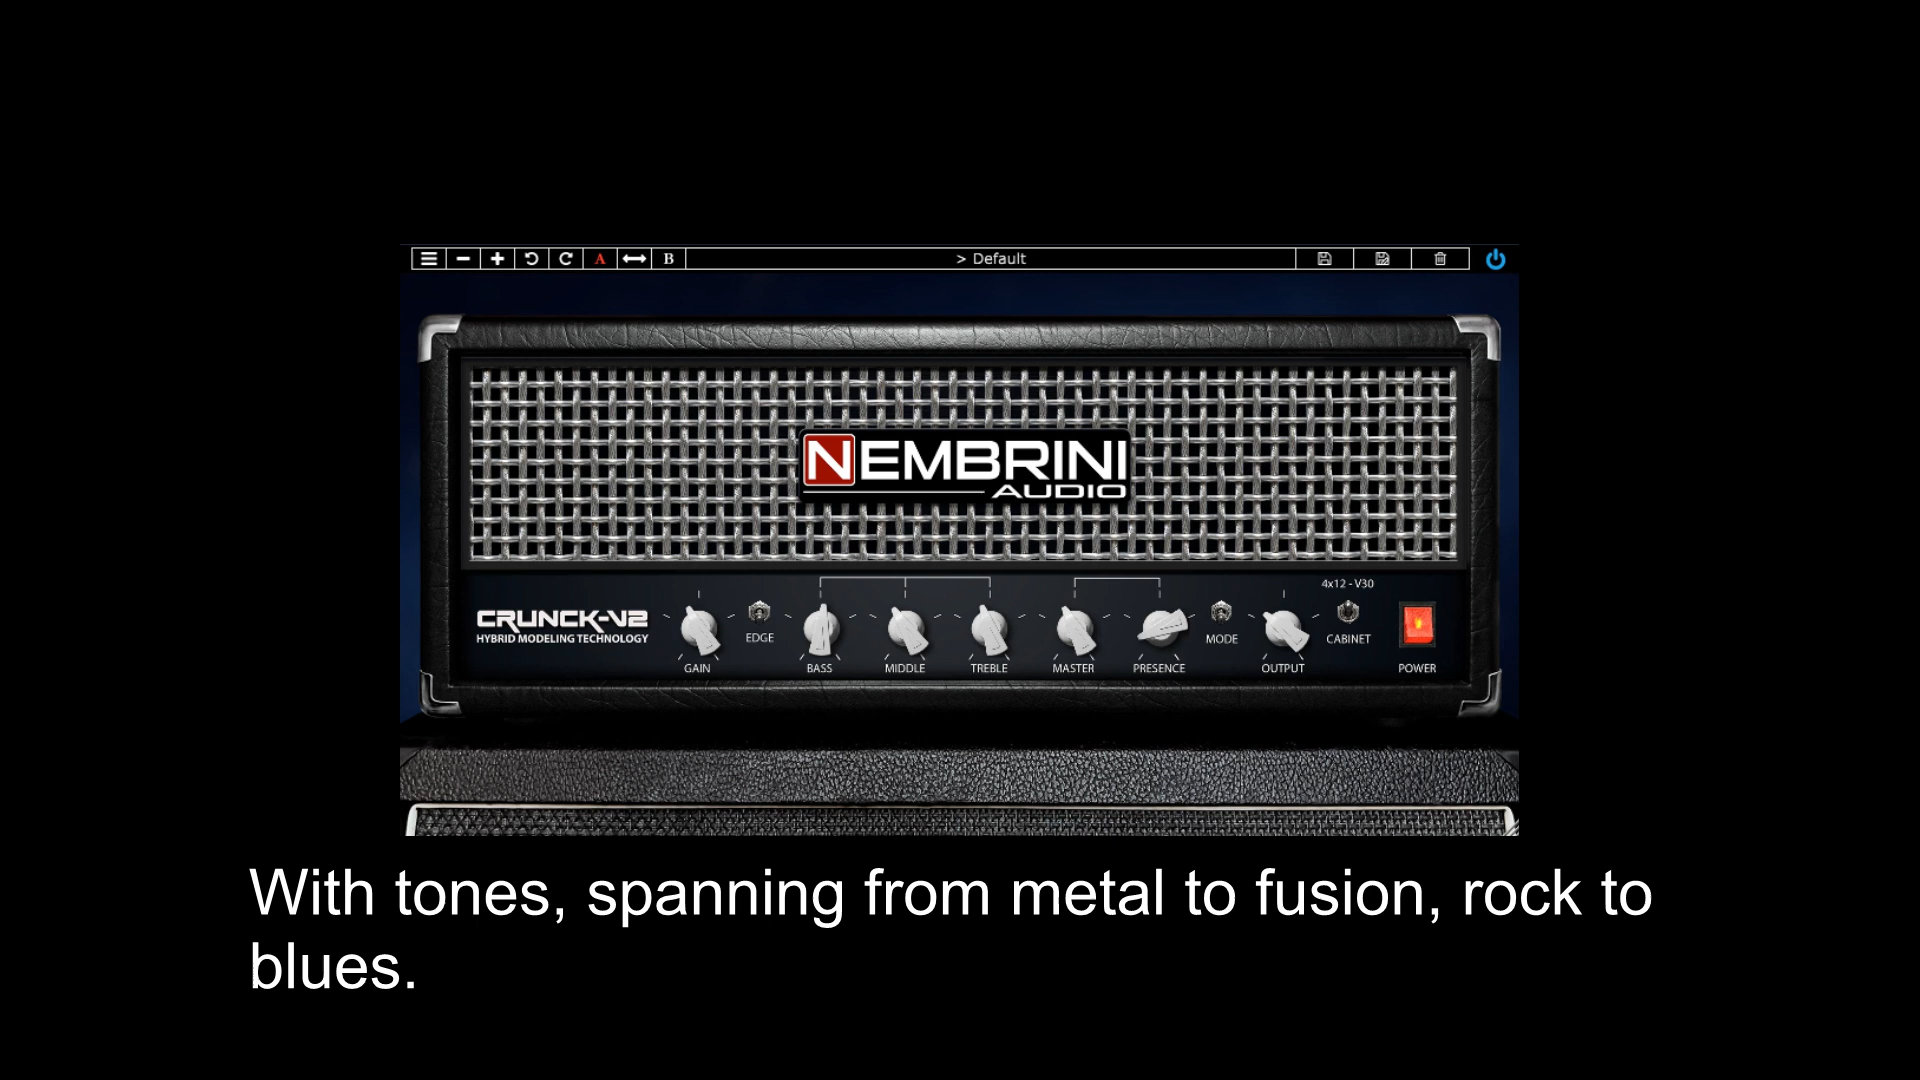 A
B
> Default
NEMBRINI
AUDIO
4x12 - V30
CRUNCK-V2
HYBRID MODELING TECHNOLOGY
EDGE
MODE
CABINET
GAIN
BASS
MIDDLE
TREBLE
MASTER
PRESENCE
OUTPUT
POWER
With tones, spanning from metal to fusion, rock to
blues.